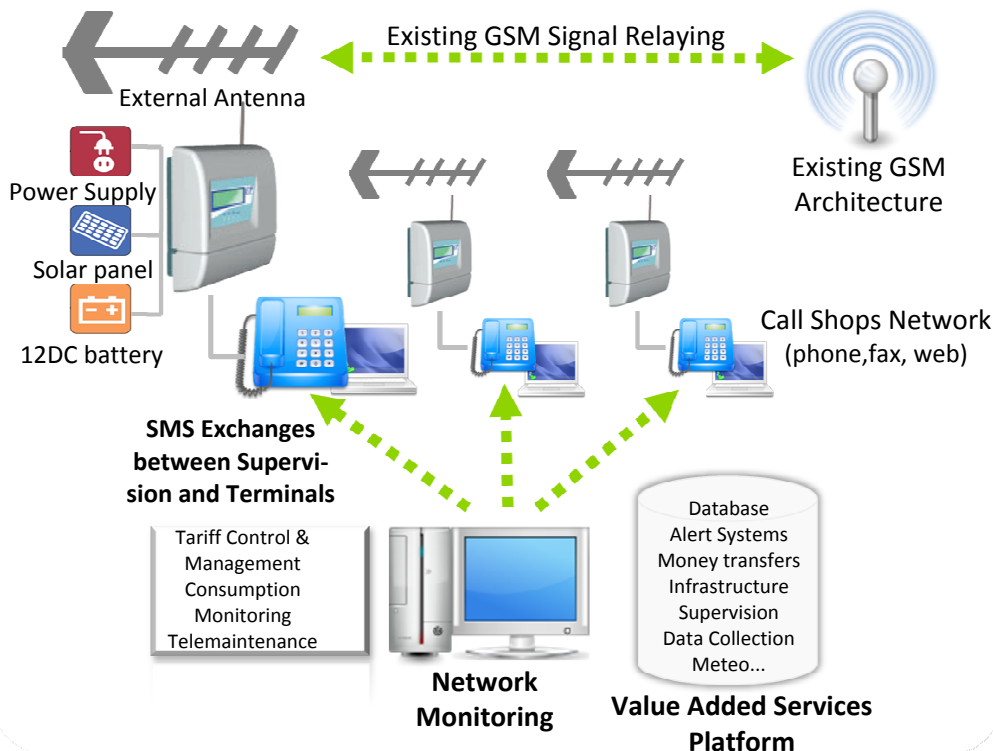 Existing GSM Signal Relaying
External Antenna
Power Supply
Solar panel
12DC battery
Existing GSM
Architecture
Call Shops Network
(phone,fax, web)
SMS Exchanges
between Supervi-
sion and Terminals
Tariff Control &
Management
Consumption
Monitoring
Telemaintenance
Network
Monitoring
Database
Alert Systems
Money transfers
Infrastructure
Supervision
Data Collection
Meteo...
Value Added Services
Platform